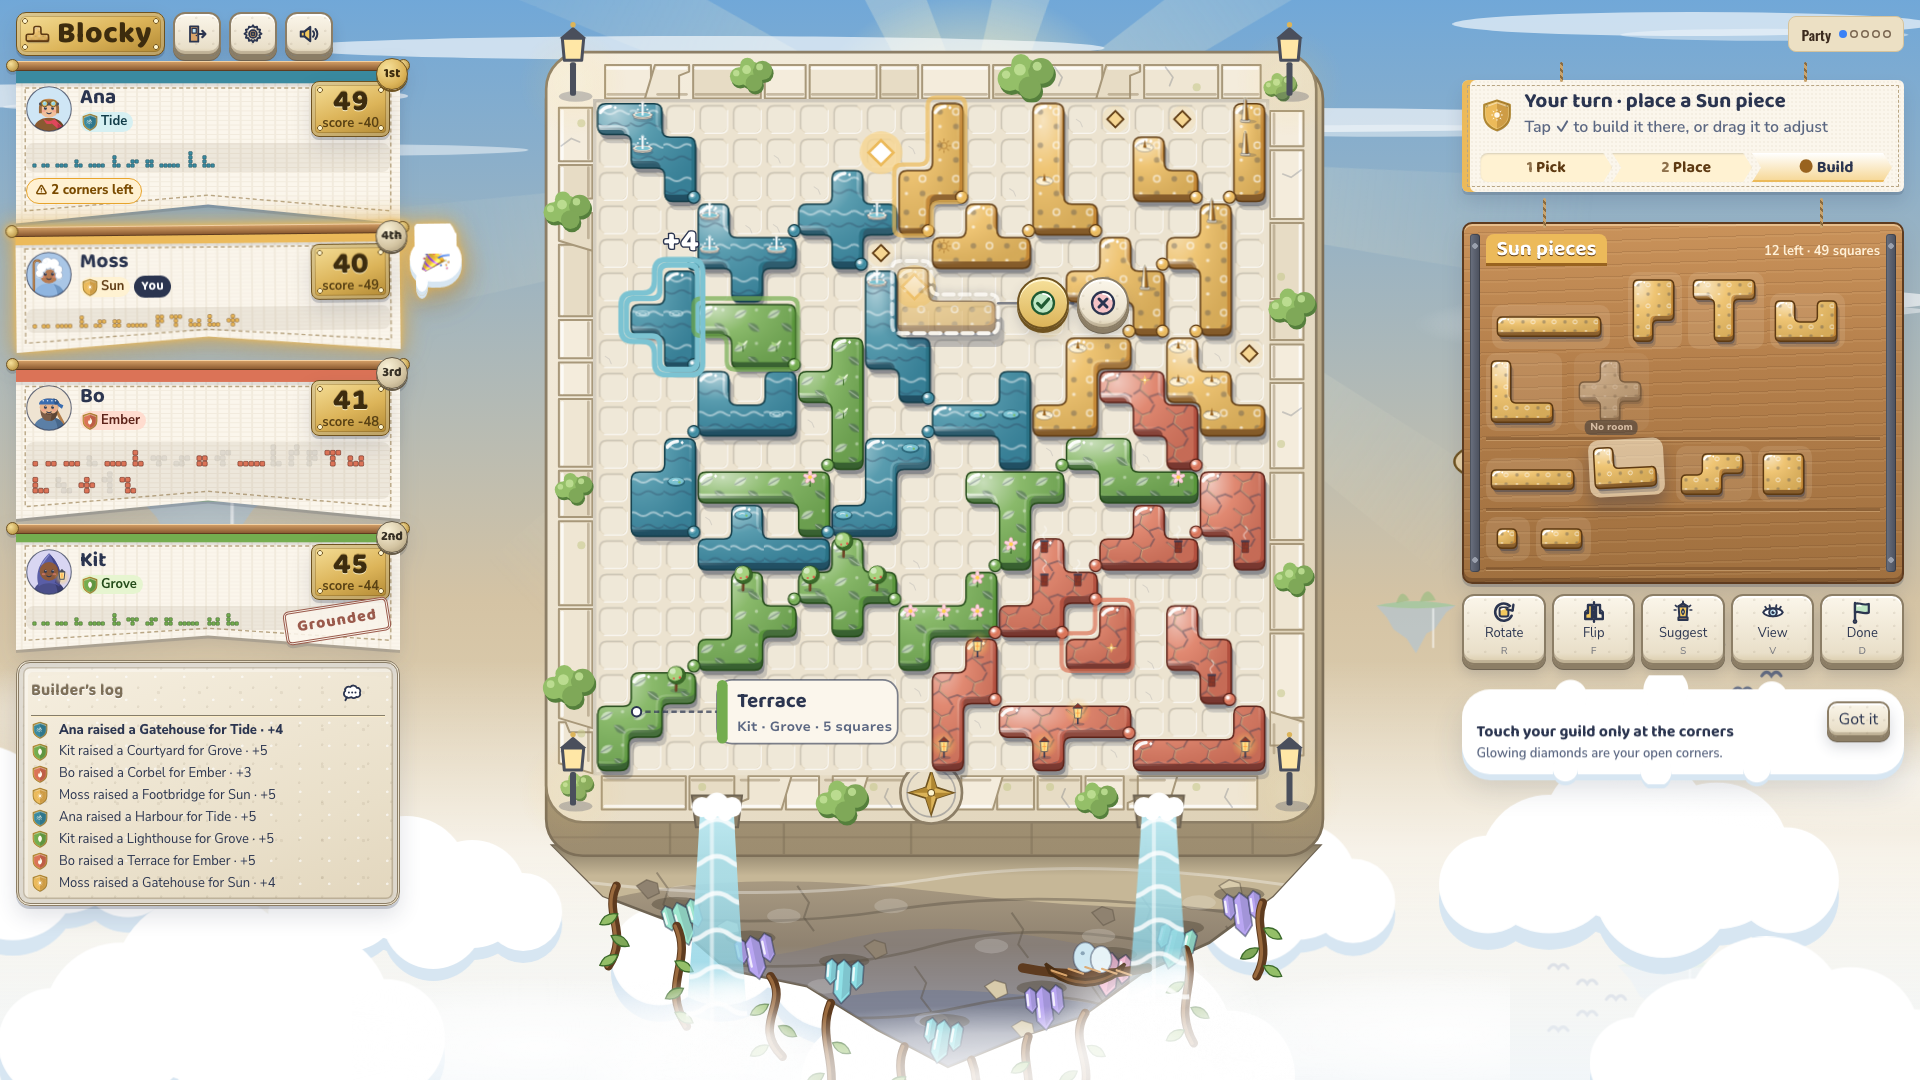 Blocky
Party
1st
Ana
Tide
49
score -40
2 corners left
4th
Moss
Sun
You
40
score -49
3rd
Bo
Ember
41
score -48
2nd
Kit
Grove
45
score -44
Grounded
Builder's log
Ana raised a Gatehouse for Tide · +4
Kit raised a Courtyard for Grove · +5
Bo raised a Corbel for Ember · +3
Moss raised a Footbridge for Sun · +5
Ana raised a Harbour for Tide · +5
Kit raised a Lighthouse for Grove · +5
Bo raised a Terrace for Ember · +5
Moss raised a Gatehouse for Sun · +4
+4
Terrace
Kit · Grove · 5 squares
Your turn · place a Sun piece
Tap ✓ to build it there, or drag it to adjust
1 Pick
2 Place
Build
Sun pieces
12 left · 49 squares
No room
Rotate
R
Flip
F
Suggest
S
View
V
Done
D
Touch your guild only at the corners
Glowing diamonds are your open corners.
Got it